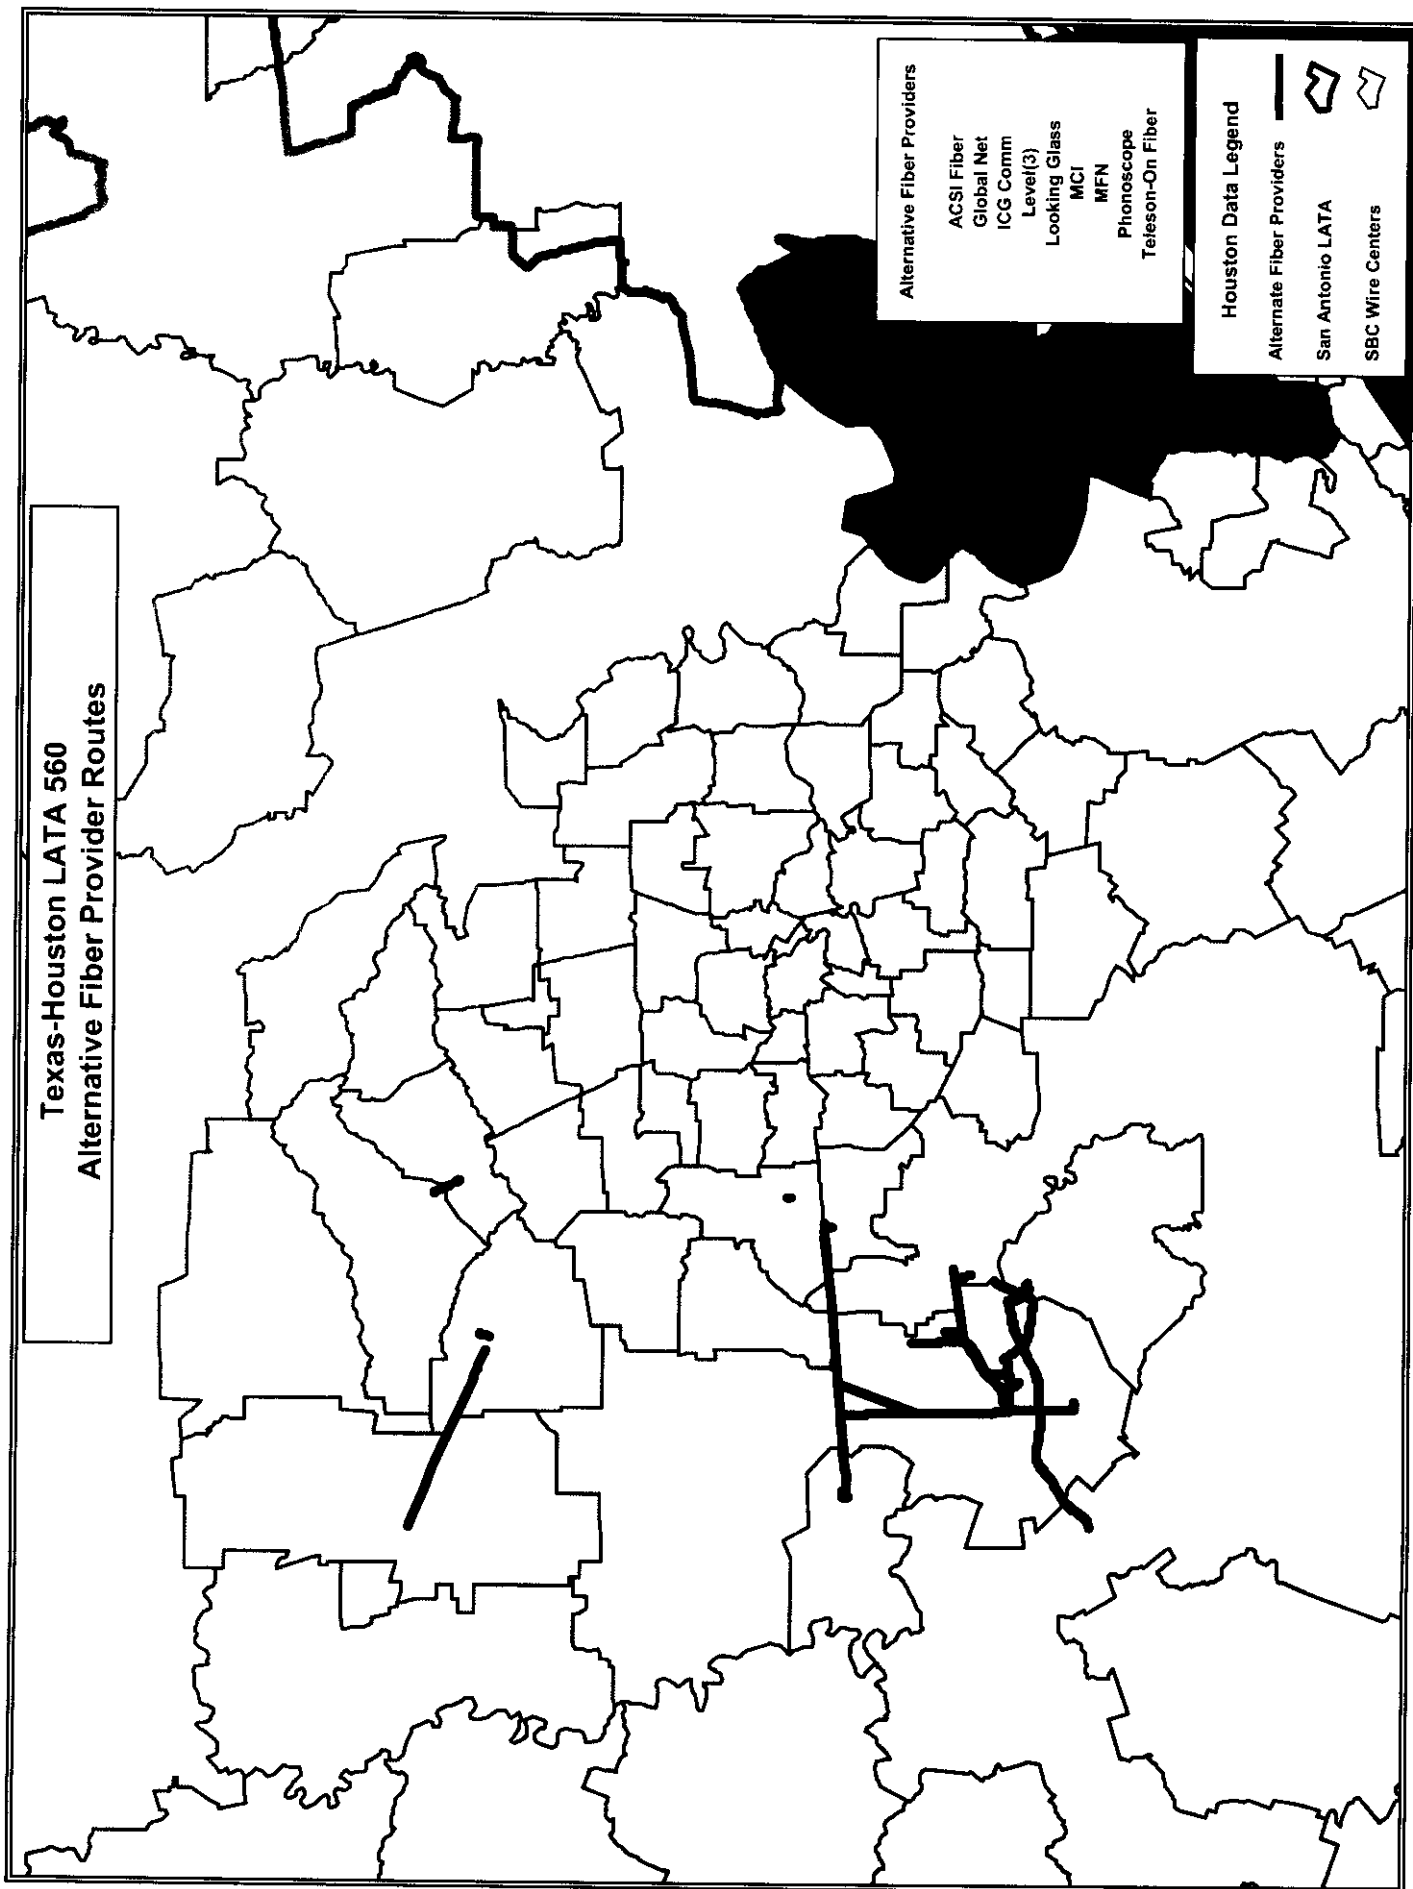 Texas-Houston LATA 560
Alternative Fiber Provider Routes
Alternative Fiber Providers
ACSI Fiber
Global Net
ICG Comm
Level(3)
Looking Glass
MCI
MFN
Phonoscope
Teleson-On Fiber
Houston Data Legend
Alternate Fiber Providers
San Antonio LATA
SBC Wire Centers